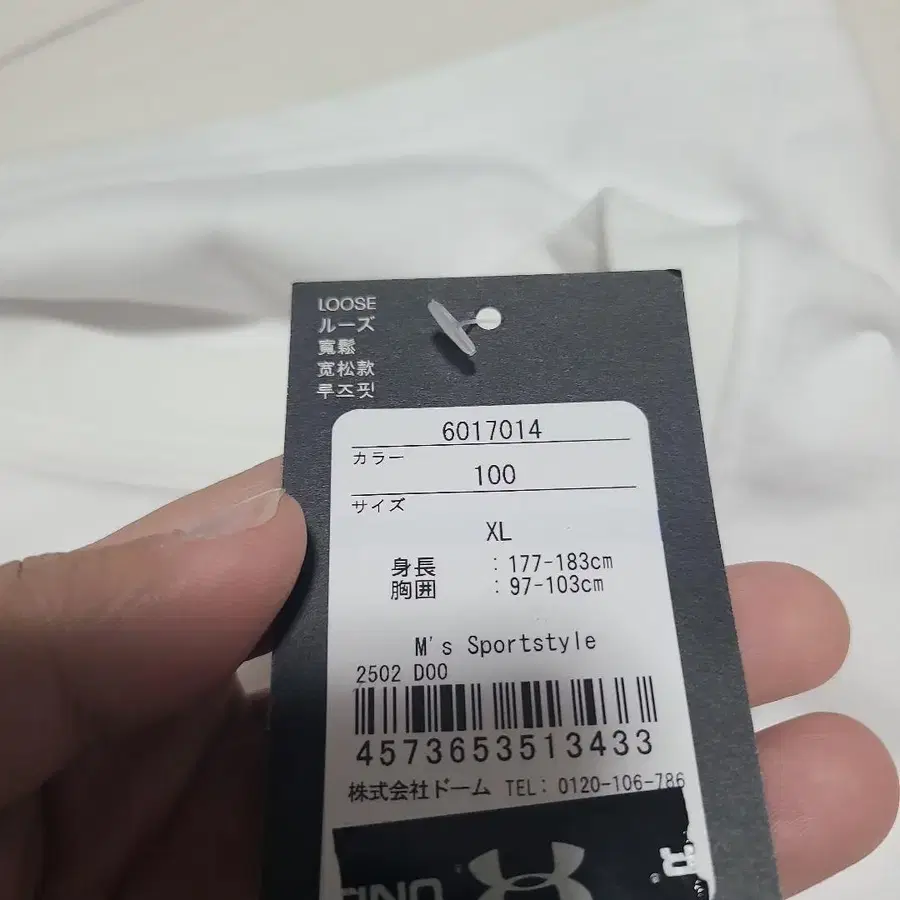 LOOSE
ルーズ
寬鬆
宽松款
루즈핏
6017014
カラー
100
サイズ
XL
身長 : 177-183cm
胸囲 : 97-103cm
M's Sportstyle
2502 D00
4573653513433
株式会社ドーム TEL: 0120-106-786